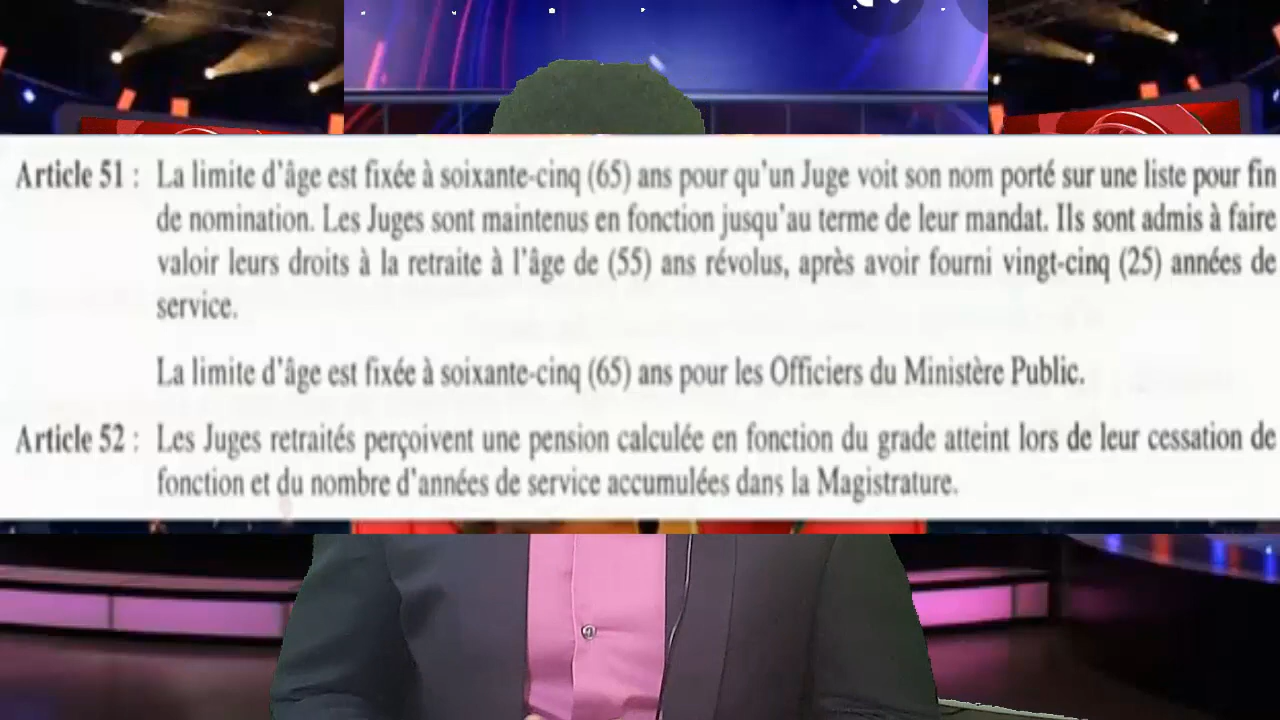 Article 51 : La limite d'âge est fixée à soixante-cinq (65) ans pour qu'un Juge voit son nom porté sur une liste pour fin
de nomination. Les Juges sont maintenus en fonction jusqu'au terme de leur mandat. Ils sont admis à faire
valoir leurs droits à la retraite à l'âge de (55) ans révolus, après avoir fourni vingt-cinq (25) années de
service.
La limite d'âge est fixée à soixante-cinq (65) ans pour les Officiers du Ministère Public.
Article 52 : Les Juges retraités perçoivent une pension calculée en fonction du grade atteint lors de leur cessation de
fonction et du nombre d'années de service accumulées dans la Magistrature.